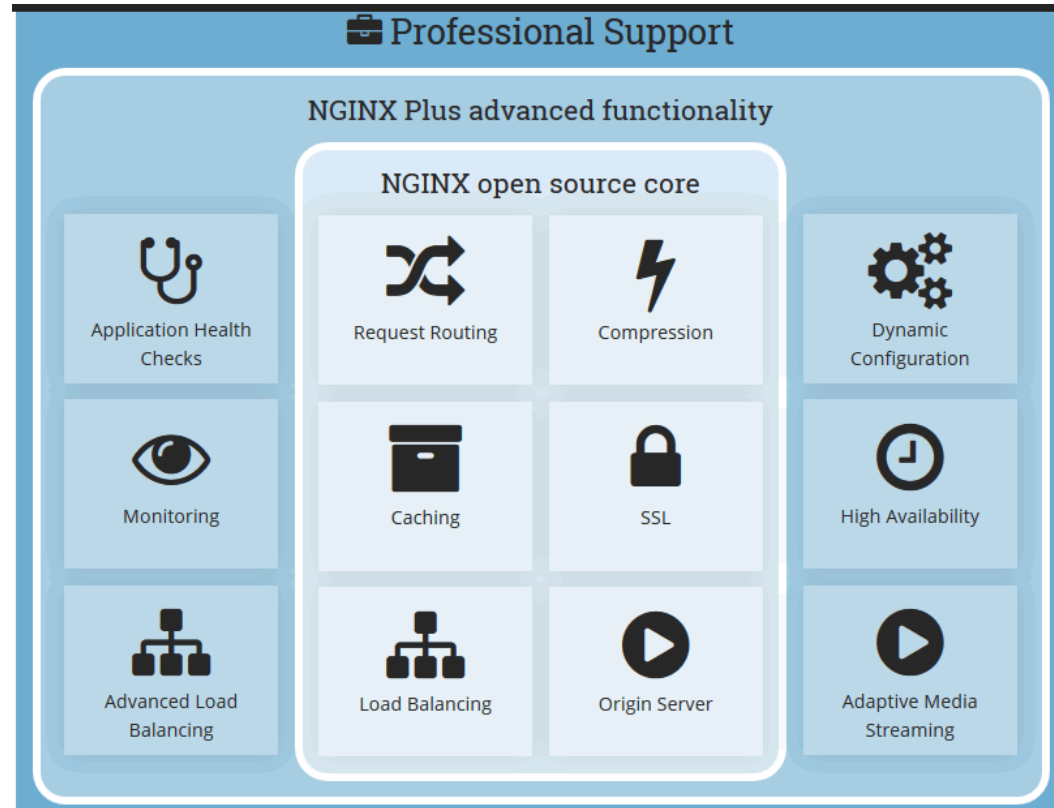 Professional Support
NGINX Plus advanced functionality
NGINX open source core
Application Health
Checks
Request Routing
Compression
Dynamic
Configuration
Monitoring
Caching
SSL
High Availability
Advanced Load
Balancing
Load Balancing
Origin Server
Adaptive Media
Streaming